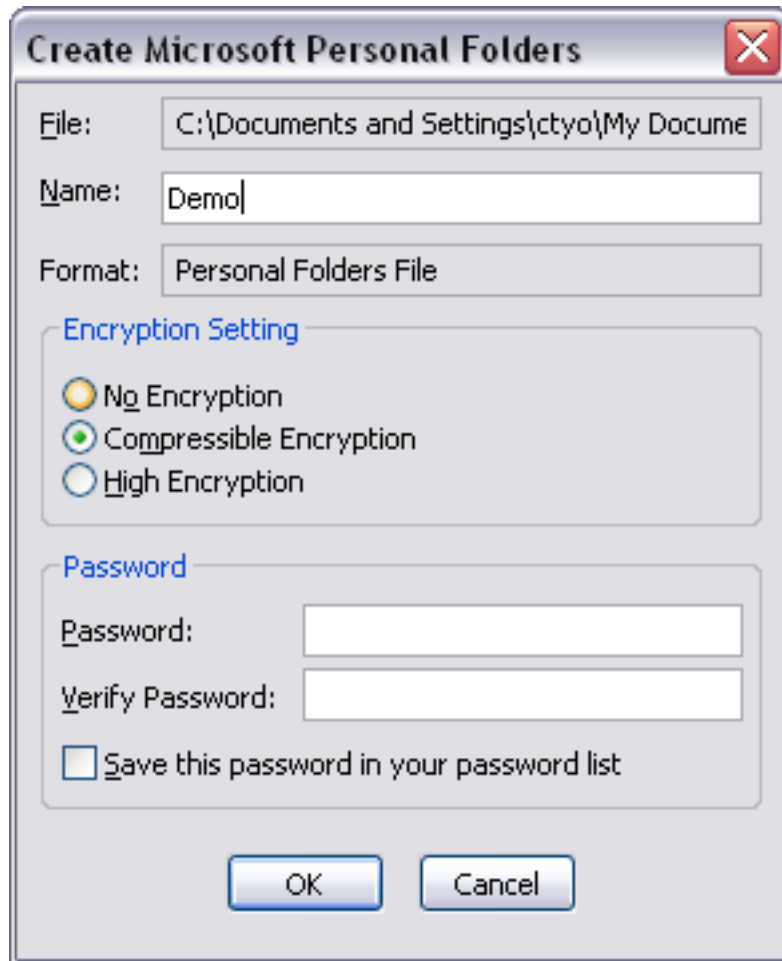 Create Microsoft Personal Folders
File: C:\Documents and Settings\ctyo\My Docume
Name: Demo
Format: Personal Folders File
Encryption Setting
No Encryption
Compressible Encryption
High Encryption
Password
Password:
Verify Password:
Save this password in your password list
OK Cancel